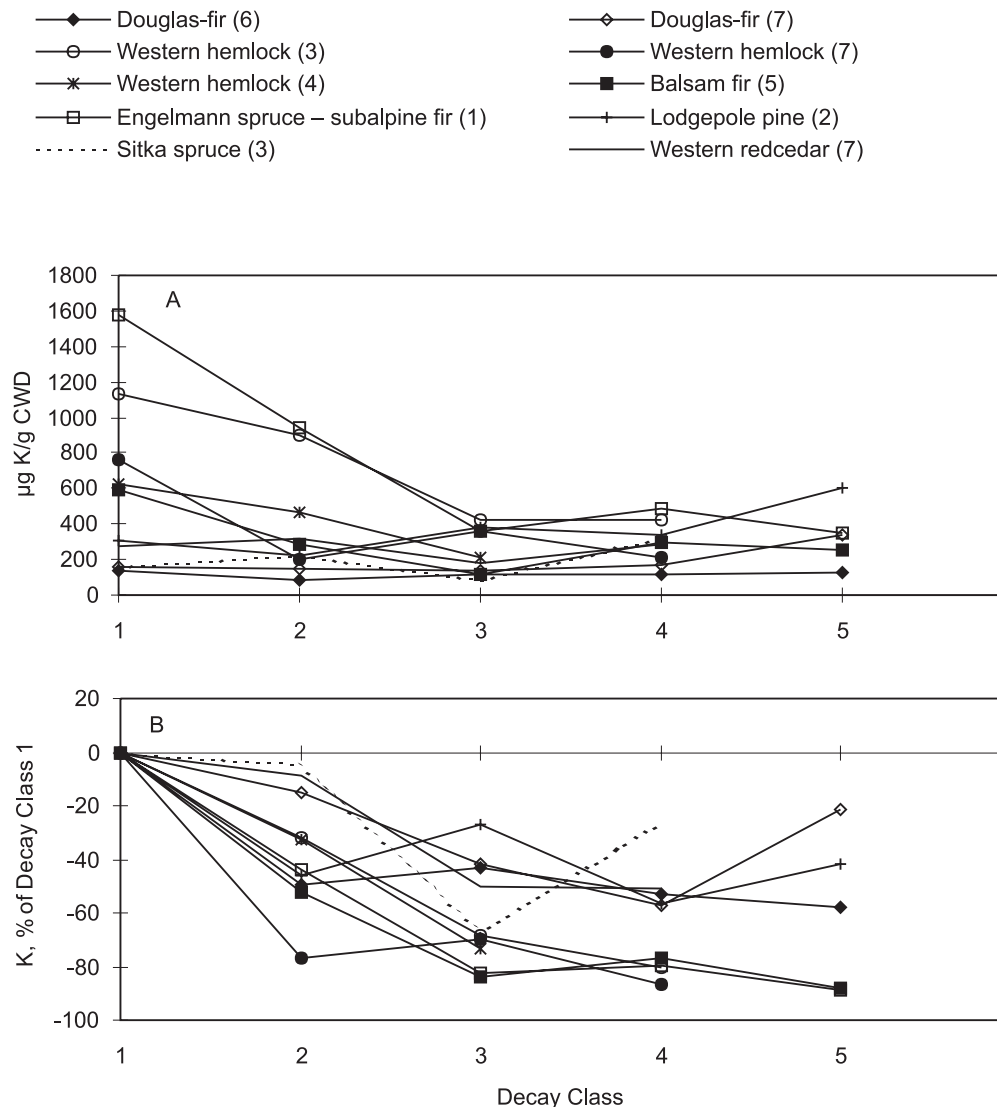 Douglas-fir (6)
Douglas-fir (7)
Western hemlock (3)
Western hemlock (7)
Western hemlock (4)
Balsam fir (5)
Engelmann spruce – subalpine fir (1)
Lodgepole pine (2)
Sitka spruce (3)
Western redcedar (7)
A
µg K/g CWD
1800
1600
1400
1200
1000
800
600
400
200
0
1 2 3 4 5
B
K, % of Decay Class 1
20
0
-20
-40
-60
-80
-100
1 2 3 4 5
Decay Class